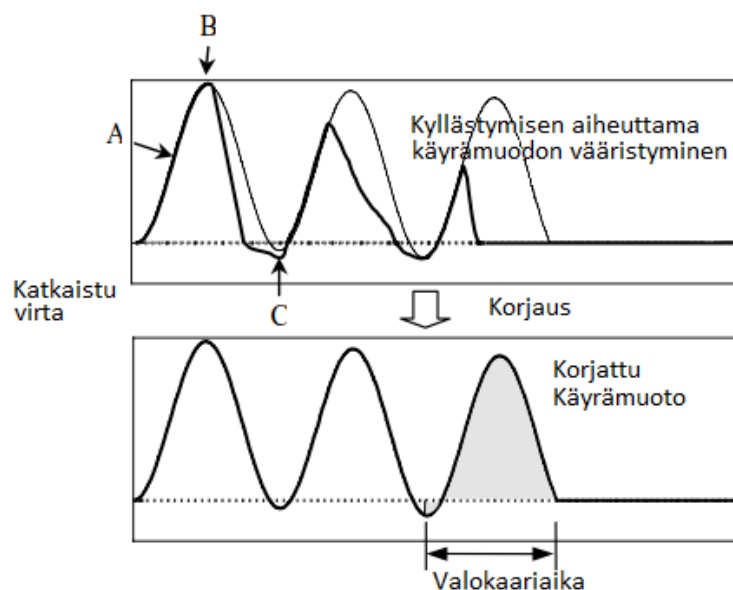 B
A
Kyllästymisen aiheuttama
käyrämuodon vääristyminen
Katkaistu
virta
C
Korjaus
Korjattu
Käyrämuoto
Valokaariaika